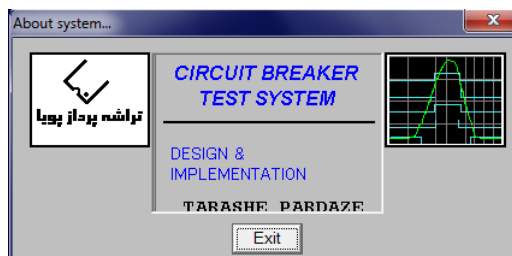 About system...
تراشه پرداز پویا
CIRCUIT BREAKER
TEST SYSTEM
DESIGN &
IMPLEMENTATION
TARASHE PARDAZE
Exit